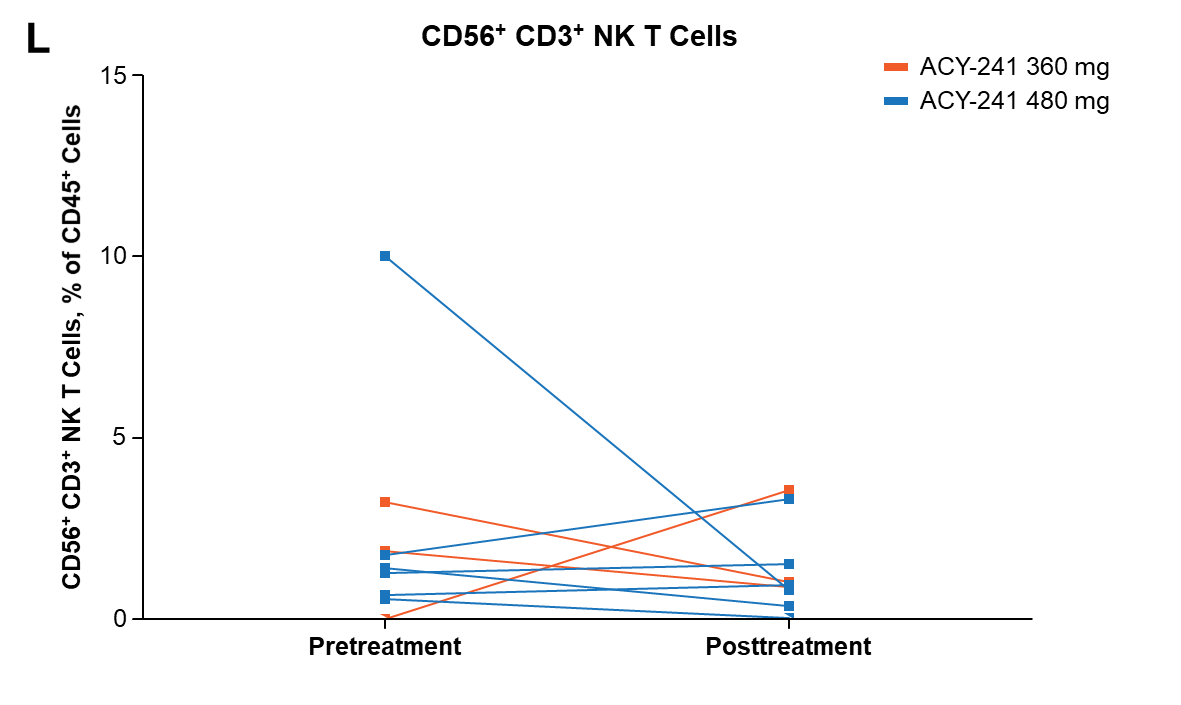 L
CD56⁺ CD3⁺ NK T Cells
ACY-241 360 mg
ACY-241 480 mg
CD56⁺ CD3⁺ NK T Cells, % of CD45⁺ Cells
15
10
5
0
Pretreatment
Posttreatment